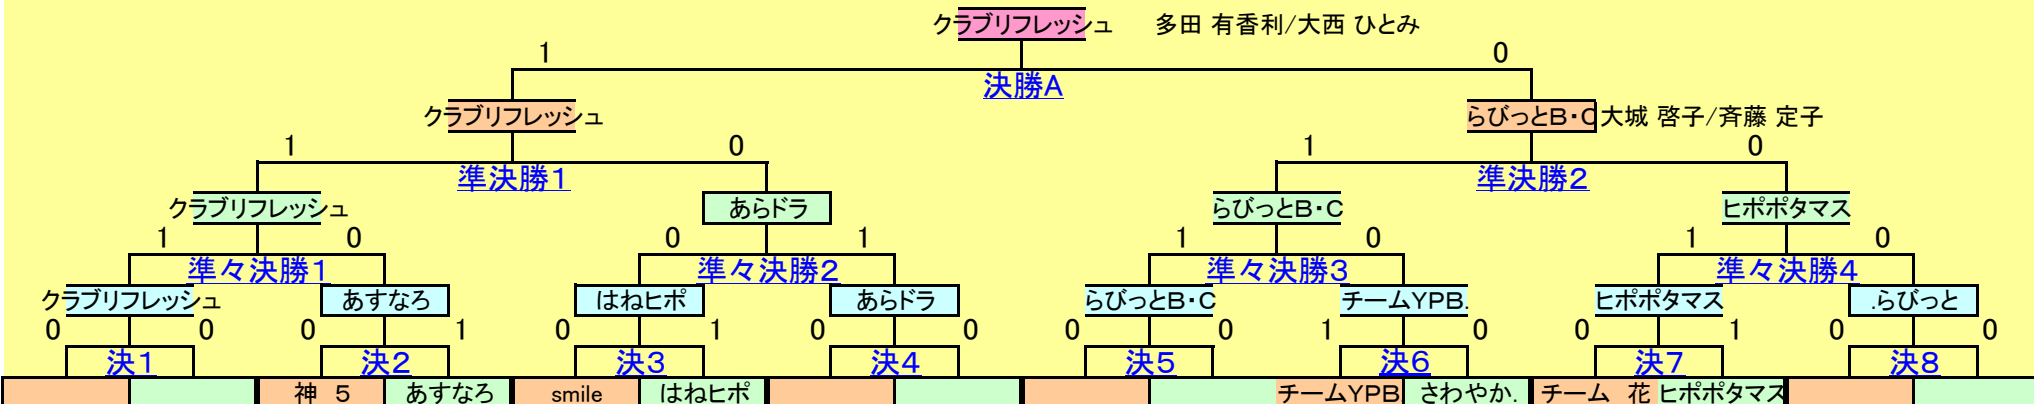 クラブリフレッシュ 多田 有香利/大西 ひとみ
1 0
決勝A
クラブリフレッシュ らびっとB・C 大城 啓子/斉藤 定子
1 0 1 0
準決勝1 準決勝2
クラブリフレッシュ あらドラ らびっとB・C ヒポポタマス
1 0 0 1 1 0 1 0
準々決勝1 準々決勝2 準々決勝3 準々決勝4
クラブリフレッシュ あすなろ はねヒポ あらドラ らびっとB・C チームYPB. ヒポポタマス .らびっと
0 0 0 1 0 1 0 0 0 0 1 0 0 1 0 0
決1 決2 決3 決4 決5 決6 決7 決8
神 5 あすなろ smile はねヒポ チームYPB さわやか. チーム 花 ヒポポタマス